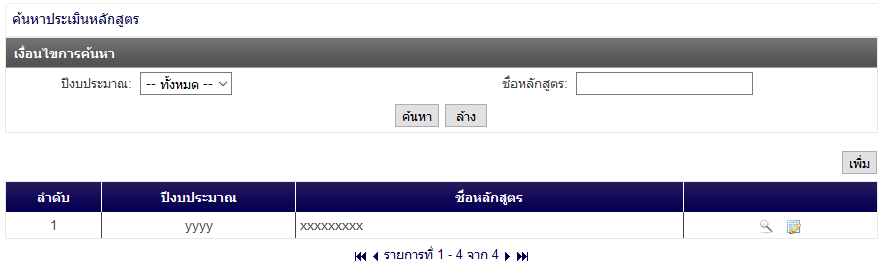 ค้นหาประเมินหลักสูตร
เงื่อนไขการค้นหา
ปีงบประมาณ: -- ทั้งหมด -- ชื่อหลักสูตร:
ค้นหา ล้าง
เพิ่ม
ลำดับ ปีงบประมาณ ชื่อหลักสูตร
1 yyyy xxxxxxxxx
รายการที่ 1 - 4 จาก 4